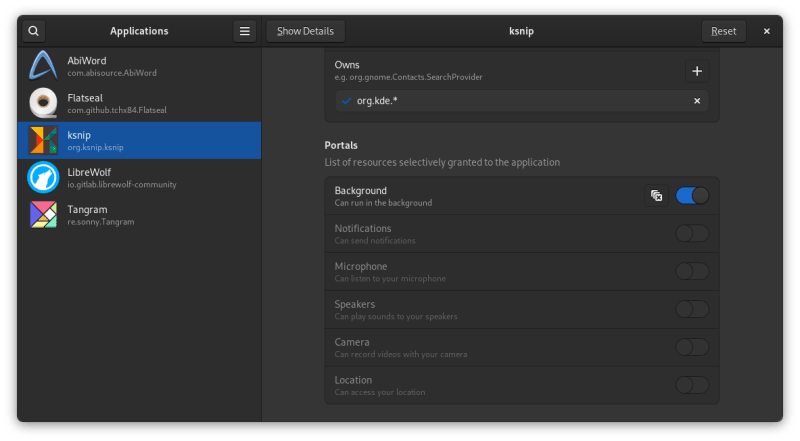 Applications
Show Details
ksnip
Reset
AbiWord
com.abisource.AbiWord
Flatseal
com.github.tchx84.Flatseal
ksnip
org.ksnip.ksnip
LibreWolf
io.gitlab.librewolf-community
Tangram
re.sonny.Tangram
Owns
e.g. org.gnome.Contacts.SearchProvider
org.kde.*
Portals
List of resources selectively granted to the application
Background
Can run in the background
Notifications
Can send notifications
Microphone
Can listen to your microphone
Speakers
Can play sounds to your speakers
Camera
Can record videos with your camera
Location
Can access your location